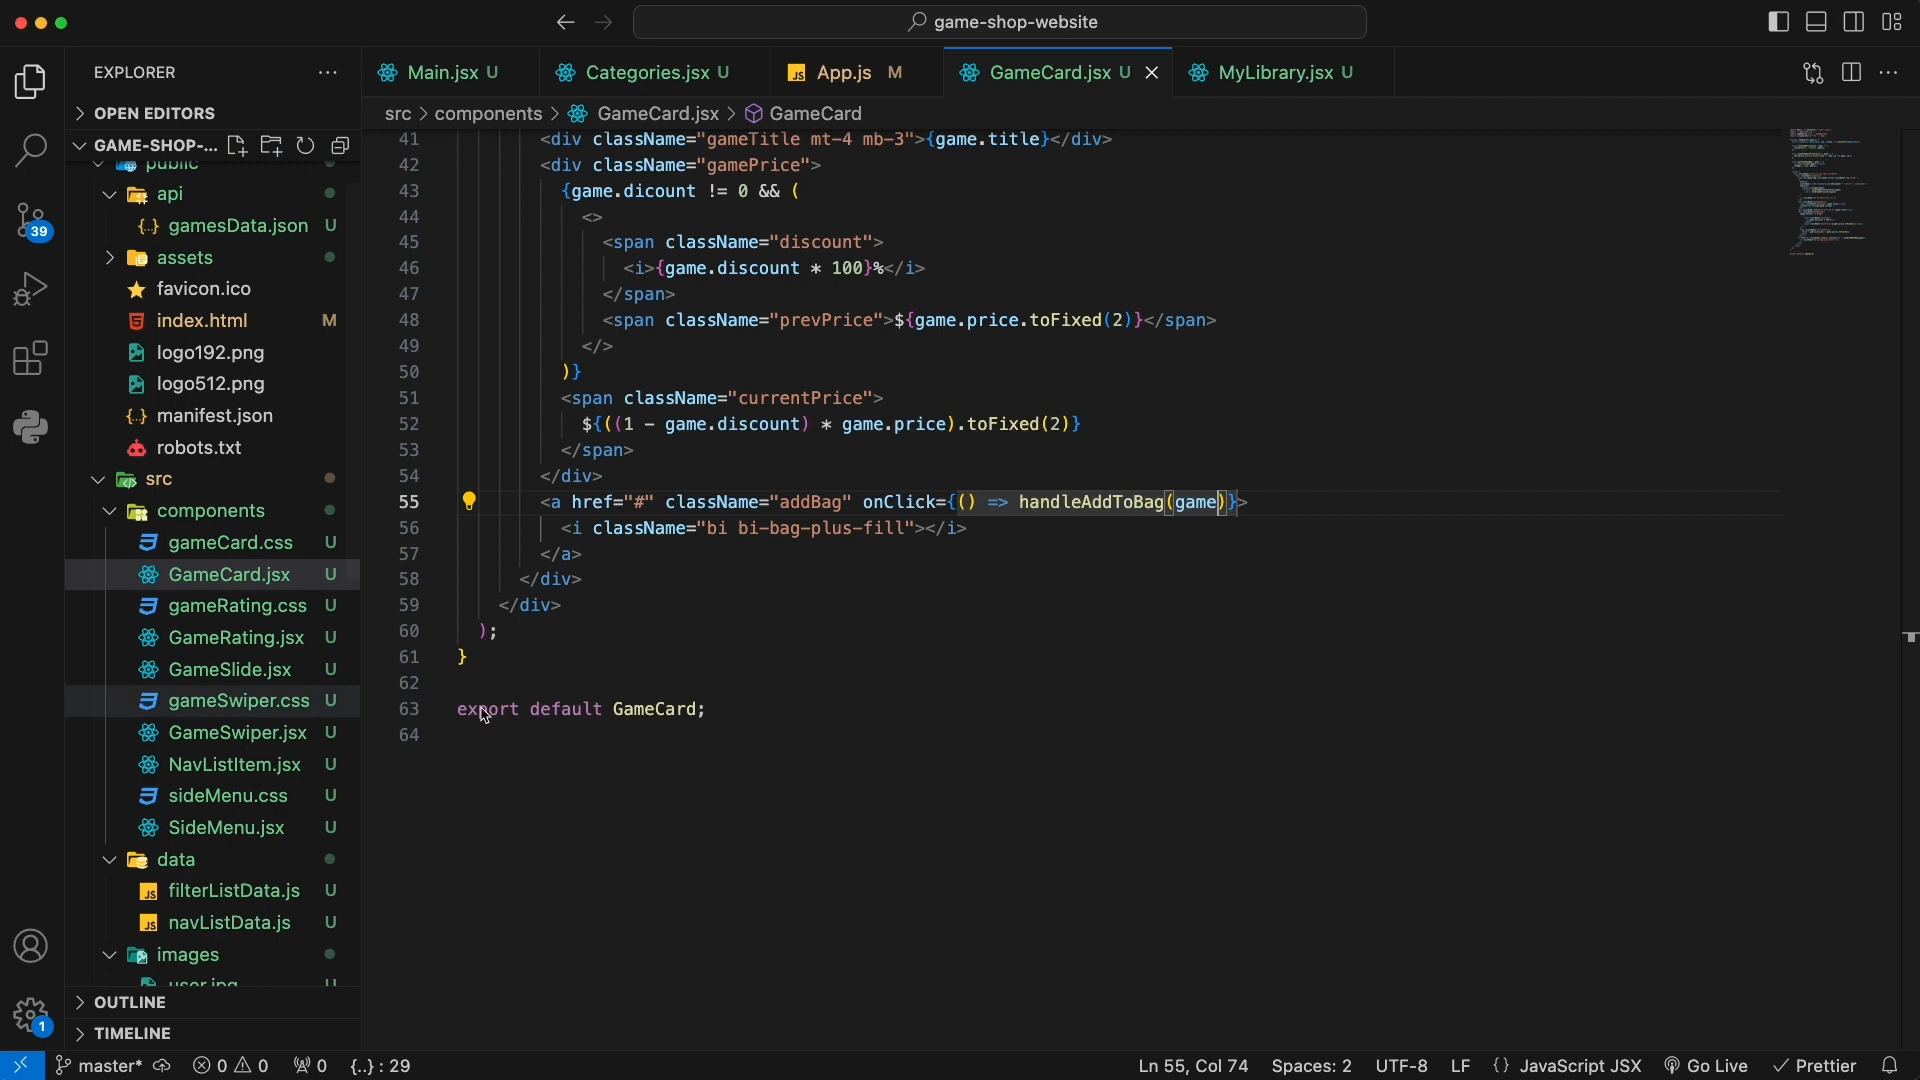 game-shop-website
EXPLORER
OPEN EDITORS
GAME-SHOP-...
public
api
gamesData.json U
assets
favicon.ico
index.html M
logo192.png
logo512.png
manifest.json
robots.txt
src
components
gameCard.css U
GameCard.jsx U
gameRating.css U
GameRating.jsx U
GameSlide.jsx U
gameSwiper.css U
GameSwiper.jsx U
NavListItem.jsx U
sideMenu.css U
SideMenu.jsx U
data
filterListData.js U
navListData.js U
images
user.jpg U
OUTLINE
TIMELINE
39
1
Main.jsx U
Categories.jsx U
App.js M
GameCard.jsx U
MyLibrary.jsx U
src > components > GameCard.jsx > GameCard
41 <div className="gameTitle mt-4 mb-3">{game.title}</div>
42 <div className="gamePrice">
43 {game.dicount != 0 && (
44 <>
45 <span className="discount">
46 <i>{game.discount * 100}%</i>
47 </span>
48 <span className="prevPrice">${game.price.toFixed(2)}</span>
49 </>
50 )}
51 <span className="currentPrice">
52 ${((1 - game.discount) * game.price).toFixed(2)}
53 </span>
54 </div>
55 <a href="#" className="addBag" onClick={() => handleAddToBag(game)}>
56 <i className="bi bi-bag-plus-fill"></i>
57 </a>
58 </div>
59 </div>
60 );
61 }
62
63 export default GameCard;
64
master* 0 0 0 {..} : 29
Ln 55, Col 74 Spaces: 2 UTF-8 LF {} JavaScript JSX Go Live Prettier